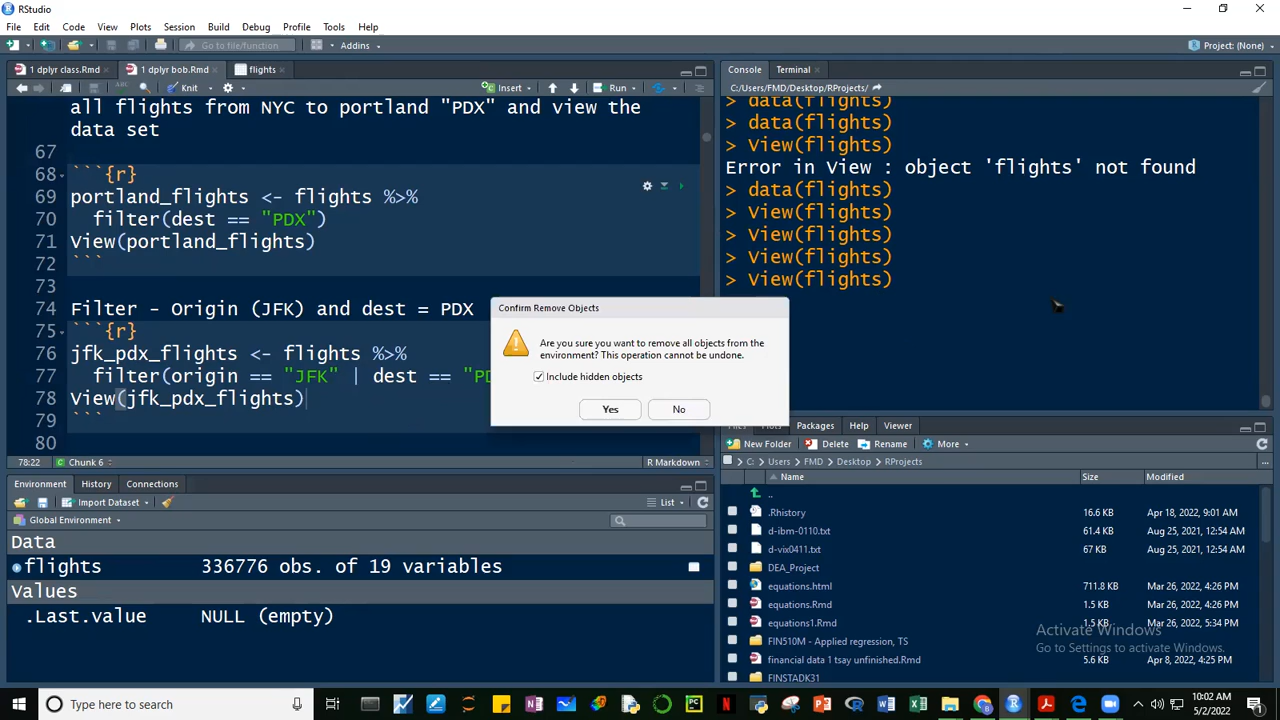 RStudio
File Edit Code View Plots Session Build Debug Profile Tools Help
Go to file/function Addins Project: (None)
1 dplyr class.Rmd 1 dplyr bob.Rmd flights
Knit Insert Run
all flights from NYC to portland "PDX" and view the
data set
67
68 ```{r}
69 portland_flights <- flights %>%
70 filter(dest == "PDX")
71 View(portland_flights)
72 ```
73
74 Filter - Origin (JFK) and dest = PDX
75 ```{r}
76 jfk_pdx_flights <- flights %>%
77 filter(origin == "JFK" | dest == "PD
78 View(jfk_pdx_flights)
79 ```
80
78:22 Chunk 6 R Markdown
Console Terminal
C:/Users/FMD/Desktop/RProjects/
> data(flights)
> data(flights)
> View(flights)
Error in View : object 'flights' not found
> data(flights)
> View(flights)
> View(flights)
> View(flights)
> View(flights)
Confirm Remove Objects
Are you sure you want to remove all objects from the
environment? This operation cannot be undone.
Include hidden objects
Yes No
Environment History Connections
Import Dataset List
Global Environment
Data
flights 336776 obs. of 19 variables
Values
.Last.value NULL (empty)
Files Plots Packages Help Viewer
New Folder Delete Rename More
C: Users FMD Desktop RProjects ...
Name Size Modified
..
.Rhistory 16.6 KB Apr 18, 2022, 9:01 AM
d-ibm-0110.txt 61.4 KB Aug 25, 2021, 12:54 AM
d-vix0411.txt 67 KB Aug 25, 2021, 12:54 AM
DEA_Project
equations.html 711.8 KB Mar 26, 2022, 4:26 PM
equations.Rmd 1.5 KB Mar 26, 2022, 4:26 PM
equations1.Rmd 1.5 KB Mar 26, 2022, 5:34 PM
FIN510M - Applied regression, TS
financial data 1 tsay unfinished.Rmd 5.6 KB Apr 8, 2022, 4:25 PM
FINSTADK31
Activate Windows
Go to Settings to activate Windows.
Type here to search
10:02 AM
5/2/2022